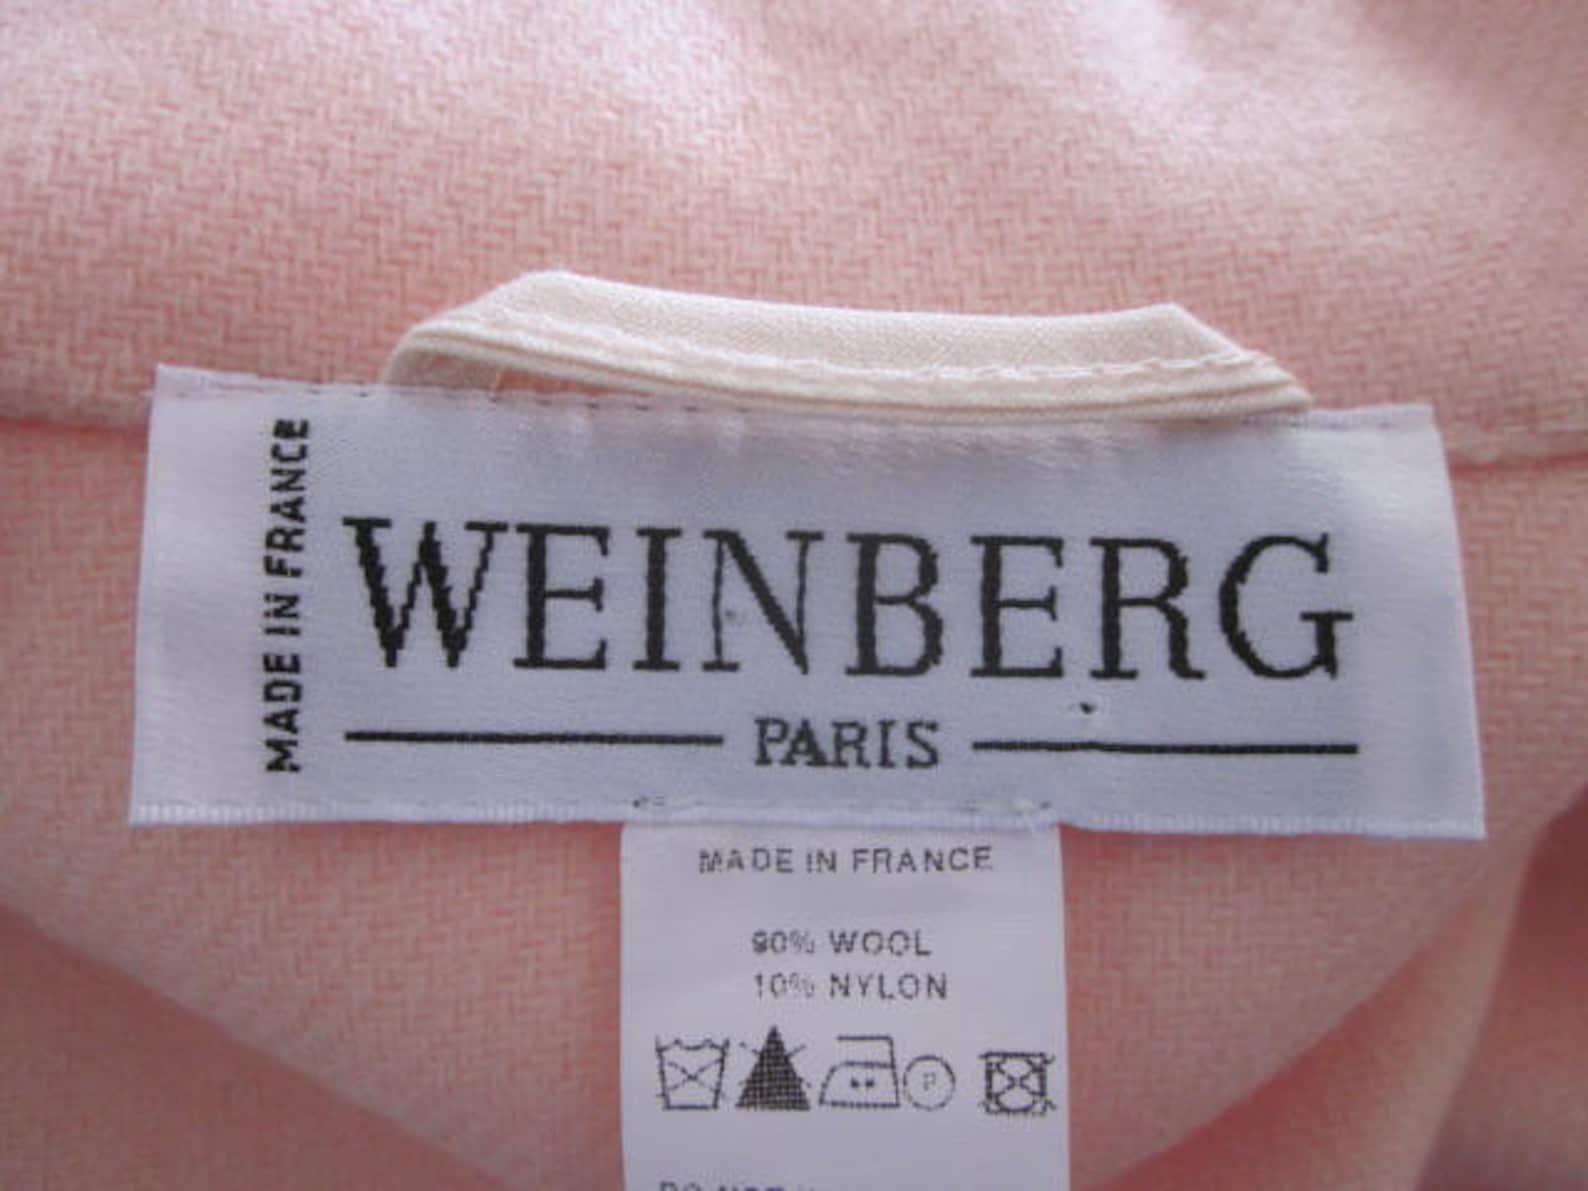 MADE IN FRANCE
WEINBERG
PARIS
MADE IN FRANCE
90% WOOL
10% NYLON
P